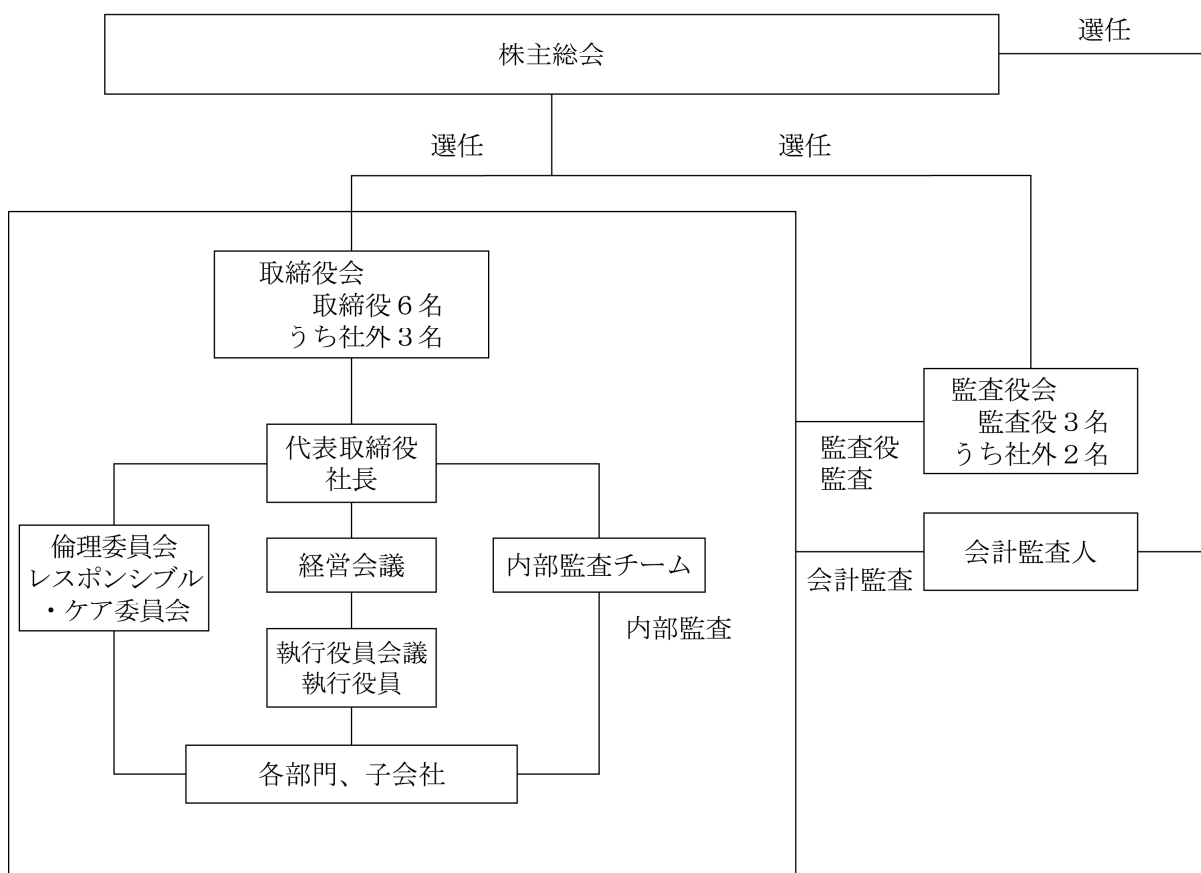 選任
株主総会
選任
選任
取締役会
取締役6名
うち社外3名
監査役会
監査役3名
うち社外2名
代表取締役
社長
監査役
監査
倫理委員会
レスポンシブル
・ケア委員会
経営会議
内部監査チーム
会計監査人
会計監査
内部監査
執行役員会議
執行役員
各部門、子会社